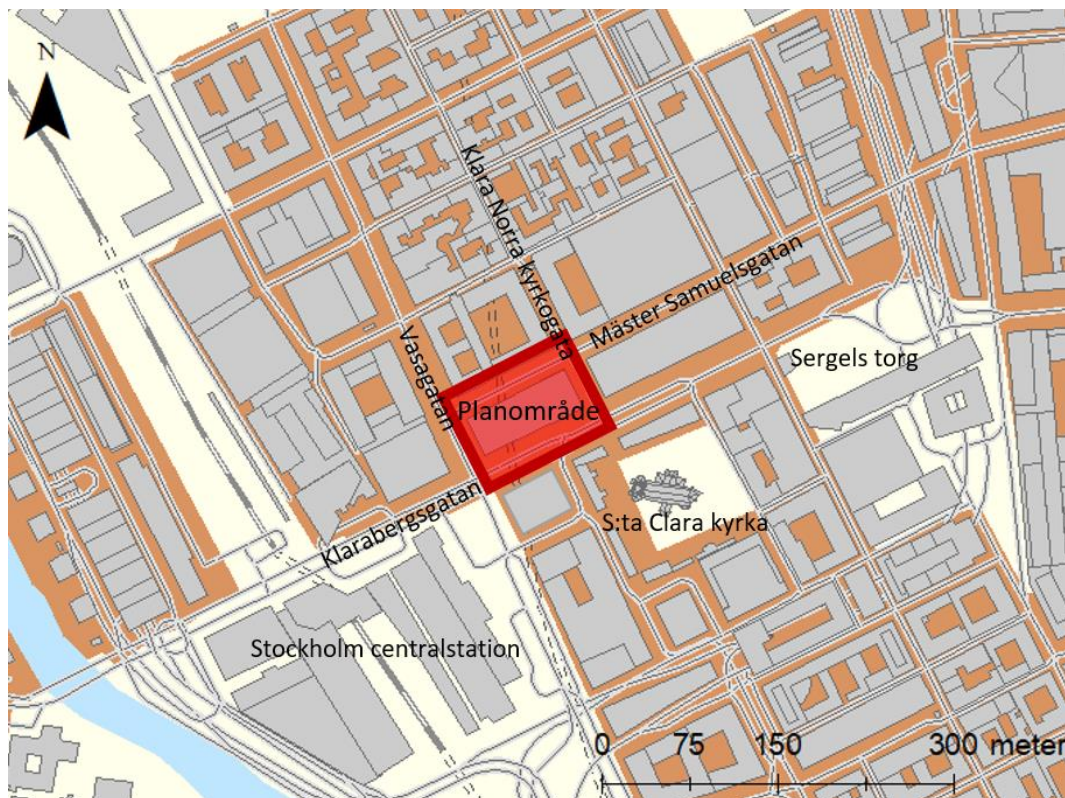 N
Klara Norra kyrkogata
Mäster Samuelsgatan
Vasagatan
Sergels torg
Planområde
Klarabergsgatan
S:ta Clara kyrka
Stockholm centralstation
0 75 150 300 meter